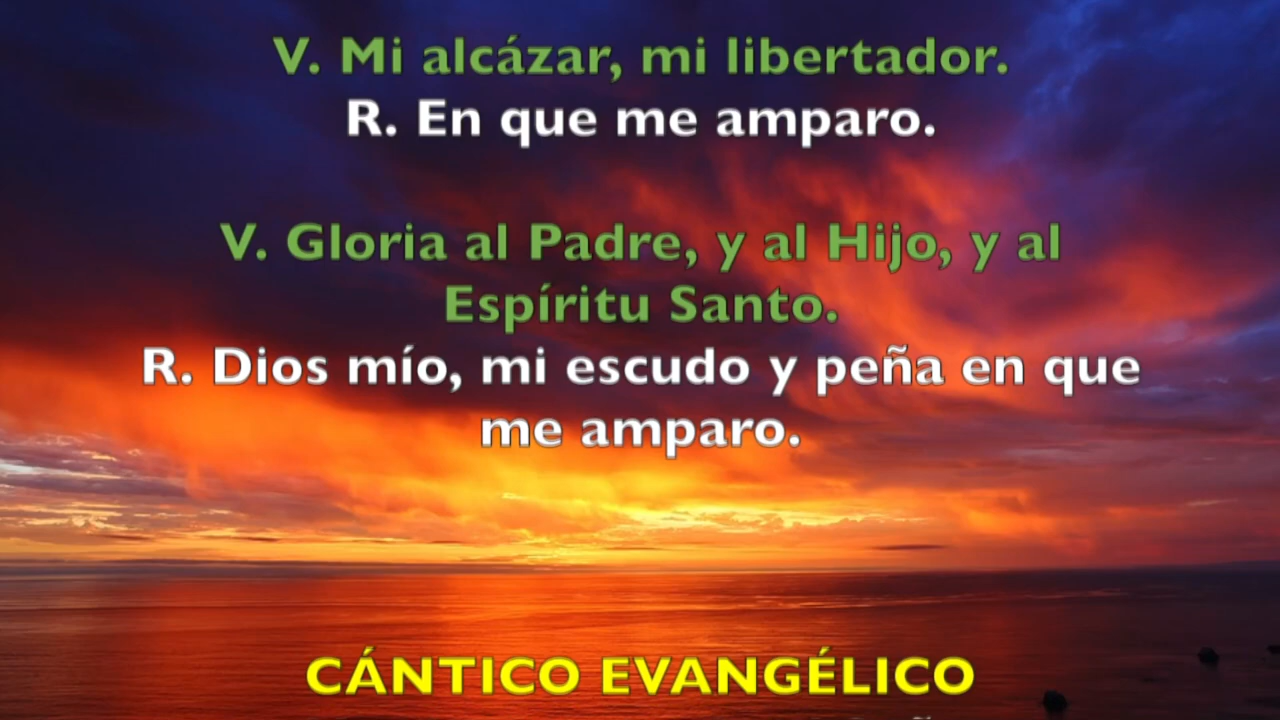 V. Mi alcázar, mi libertador.
R. En que me amparo.
V. Gloria al Padre, y al Hijo, y al
Espíritu Santo.
R. Dios mío, mi escudo y peña en que
me amparo.
CÁNTICO EVANGÉLICO